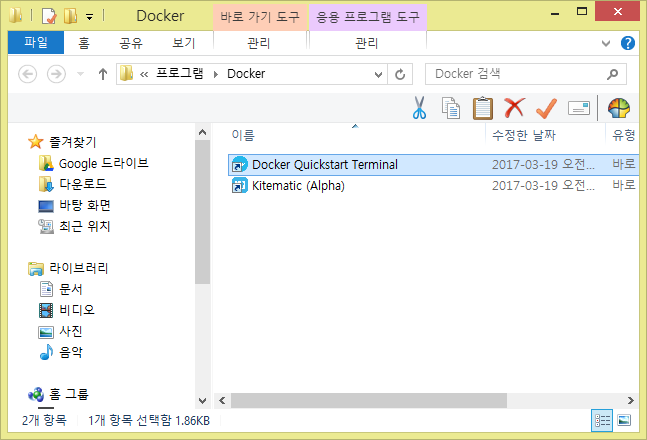 Docker
바로 가기 도구
응용 프로그램 도구
파일
홈
공유
보기
관리
관리
« 프로그램 Docker
Docker 검색
이름
수정한 날짜
유형
즐겨찾기
Google 드라이브
다운로드
바탕 화면
최근 위치
라이브러리
문서
비디오
사진
음악
홈 그룹
Docker Quickstart Terminal 2017-03-19 오전... 바로
Kitematic (Alpha) 2017-03-19 오전... 바로
2개 항목 1개 항목 선택함 1.86KB